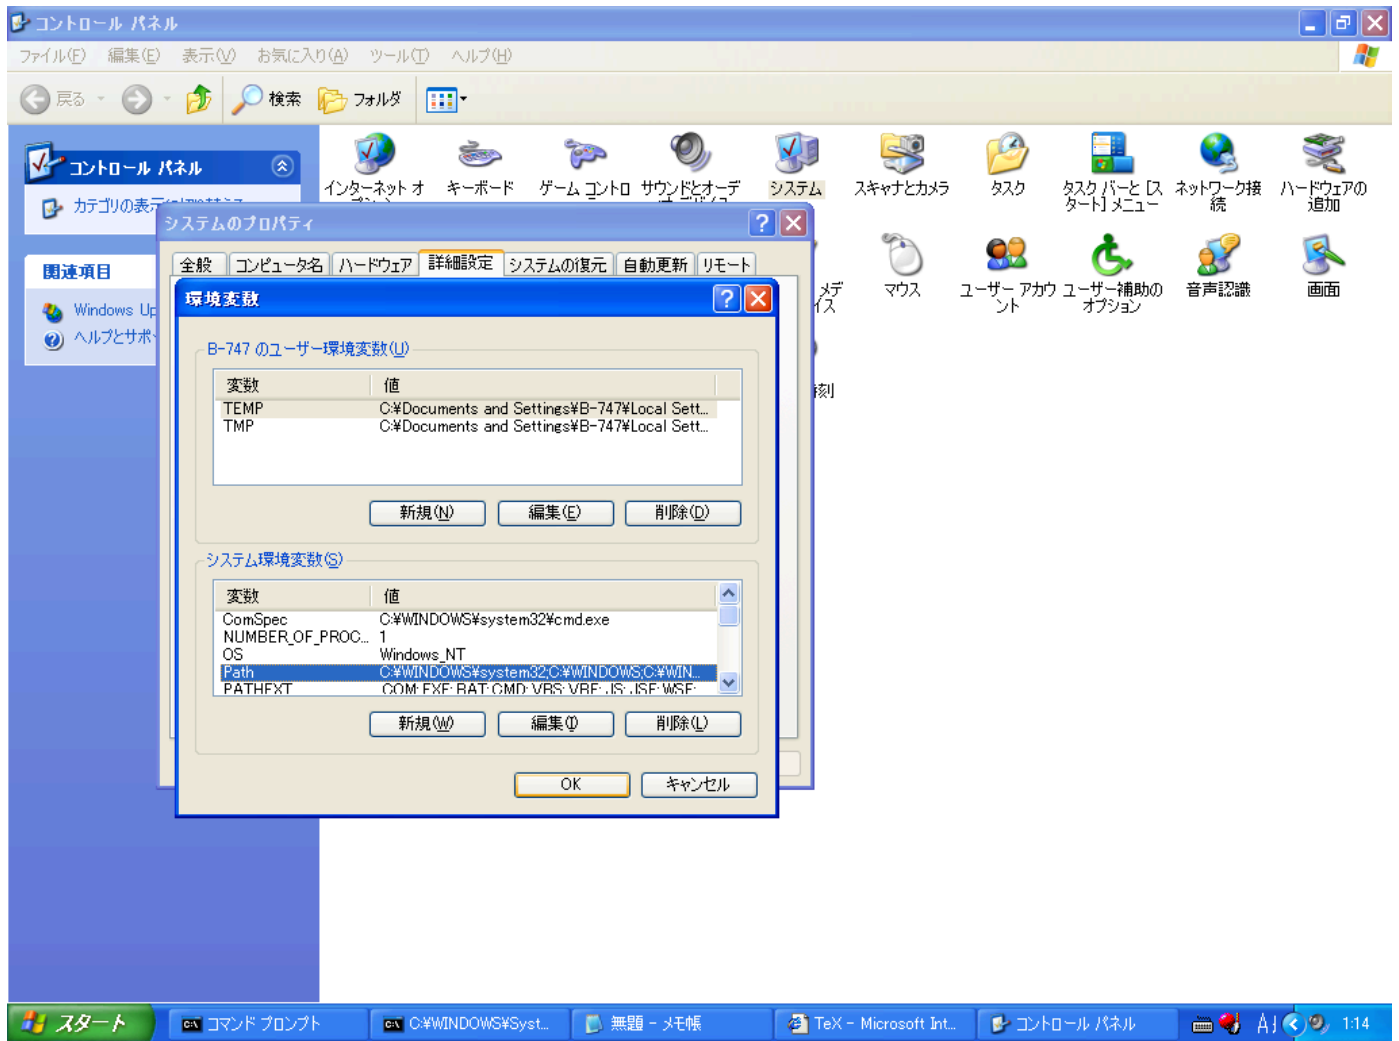 コントロール パネル
ファイル(F) 編集(E) 表示(V) お気に入り(A) ツール(T) ヘルプ(H)
戻る 検索 フォルダ
コントロール パネル
カテゴリの表示
関連項目
Windows Up
ヘルプとサポ
インターネット オ
キーボード
ゲーム コントロ
サウンドとオーデ
システム
スキャナとカメラ
タスク
タスク バーと [ス
タート] メニュー
ネットワーク接
続
ハードウェアの
追加
メデ
イス
マウス
ユーザー アカウ
ント
ユーザー補助の
オプション
音声認識
画面
刻
システムのプロパティ
全般 コンピュータ名 ハードウェア 詳細設定 システムの復元 自動更新 リモート
環境変数
B-747 のユーザー環境変数(U)
変数 値
TEMP C:¥Documents and Settings¥B-747¥Local Sett...
TMP C:¥Documents and Settings¥B-747¥Local Sett...
新規(N) 編集(E) 削除(D)
システム環境変数(S)
変数 値
ComSpec C:¥WINDOWS¥system32¥cmd.exe
NUMBER_OF_PROC... 1
OS Windows_NT
Path C:¥WINDOWS¥system32;C:¥WINDOWS;C:¥WIN...
PATHEXT .COM;.EXE;.BAT;.CMD;.VBS;.VBE;.JS;.JSE;.WSF;
新規(W) 編集(I) 削除(L)
OK キャンセル
スタート コマンド プロンプト C:¥WINDOWS¥Syst... 無題 - メモ帳 TeX - Microsoft Int... コントロール パネル 1:14